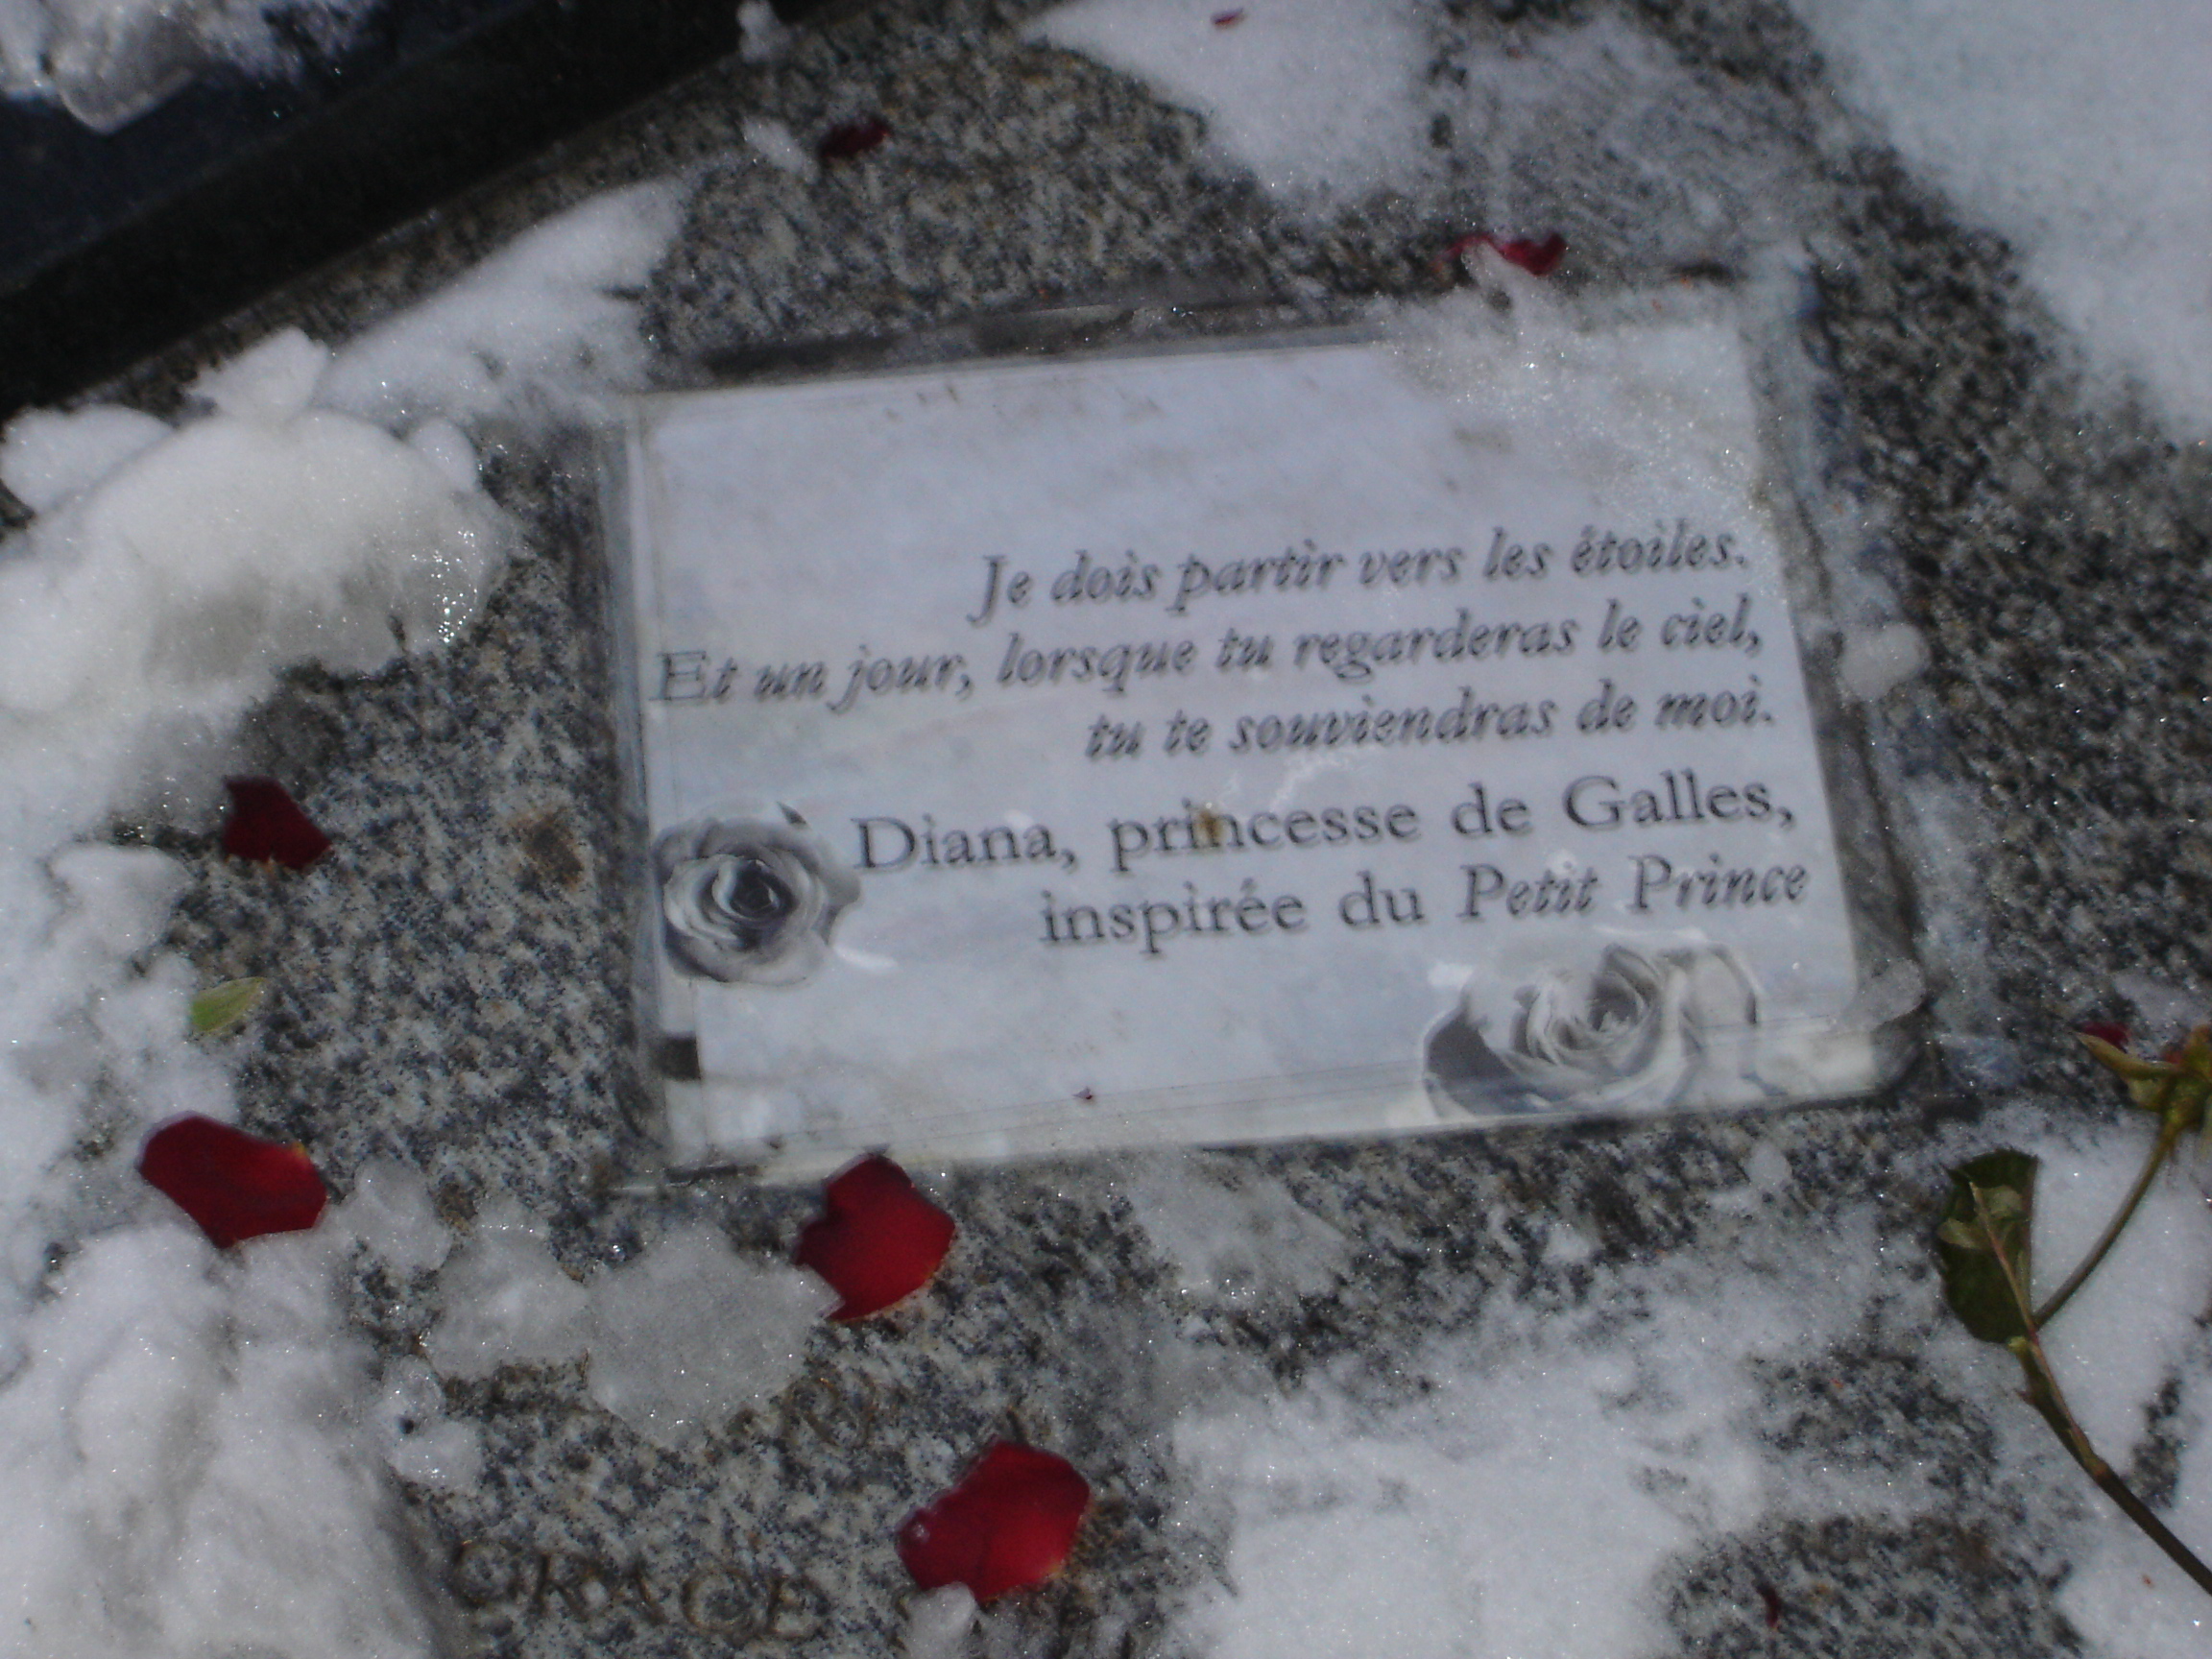 Je dois partir vers les étoiles.
Et un jour, lorsque tu regarderas le ciel,
tu te souviendras de moi.
Diana, princesse de Galles,
inspirée du Petit Prince